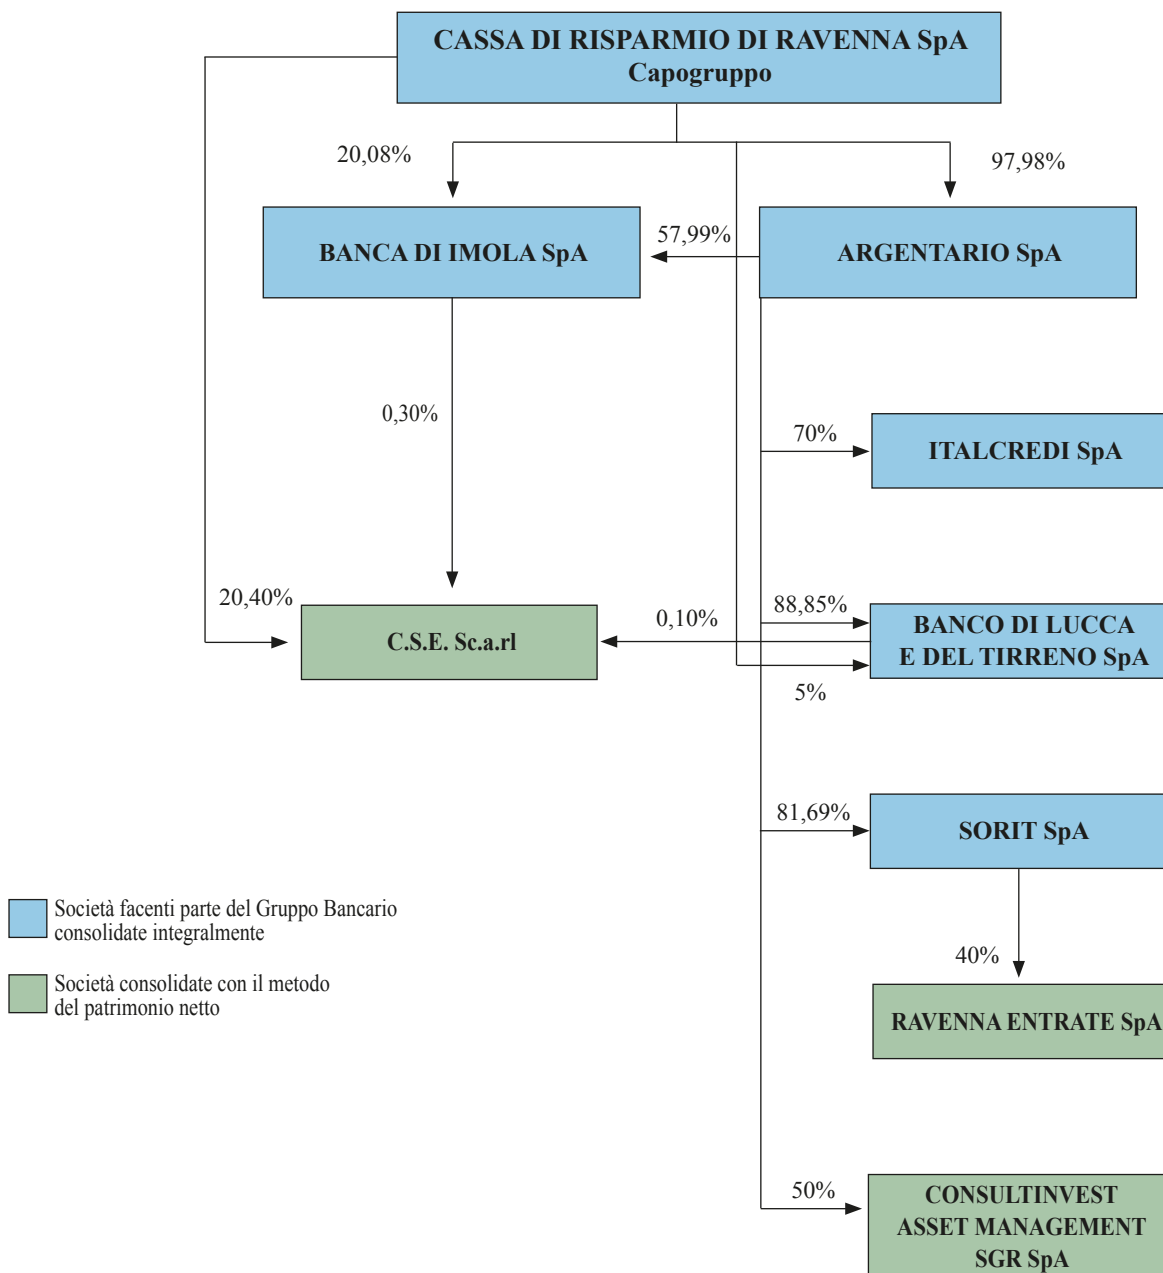 CASSA DI RISPARMIO DI RAVENNA SpA
Capogruppo
20,08%
97,98%
BANCA DI IMOLA SpA
57,99%
ARGENTARIO SpA
0,30%
70%
ITALCREDI SpA
20,40%
C.S.E. Sc.a.rl
0,10%
88,85%
BANCO DI LUCCA
E DEL TIRRENO SpA
5%
81,69%
SORIT SpA
Società facenti parte del Gruppo Bancario
consolidate integralmente
40%
Società consolidate con il metodo
del patrimonio netto
RAVENNA ENTRATE SpA
50%
CONSULTINVEST
ASSET MANAGEMENT
SGR SpA